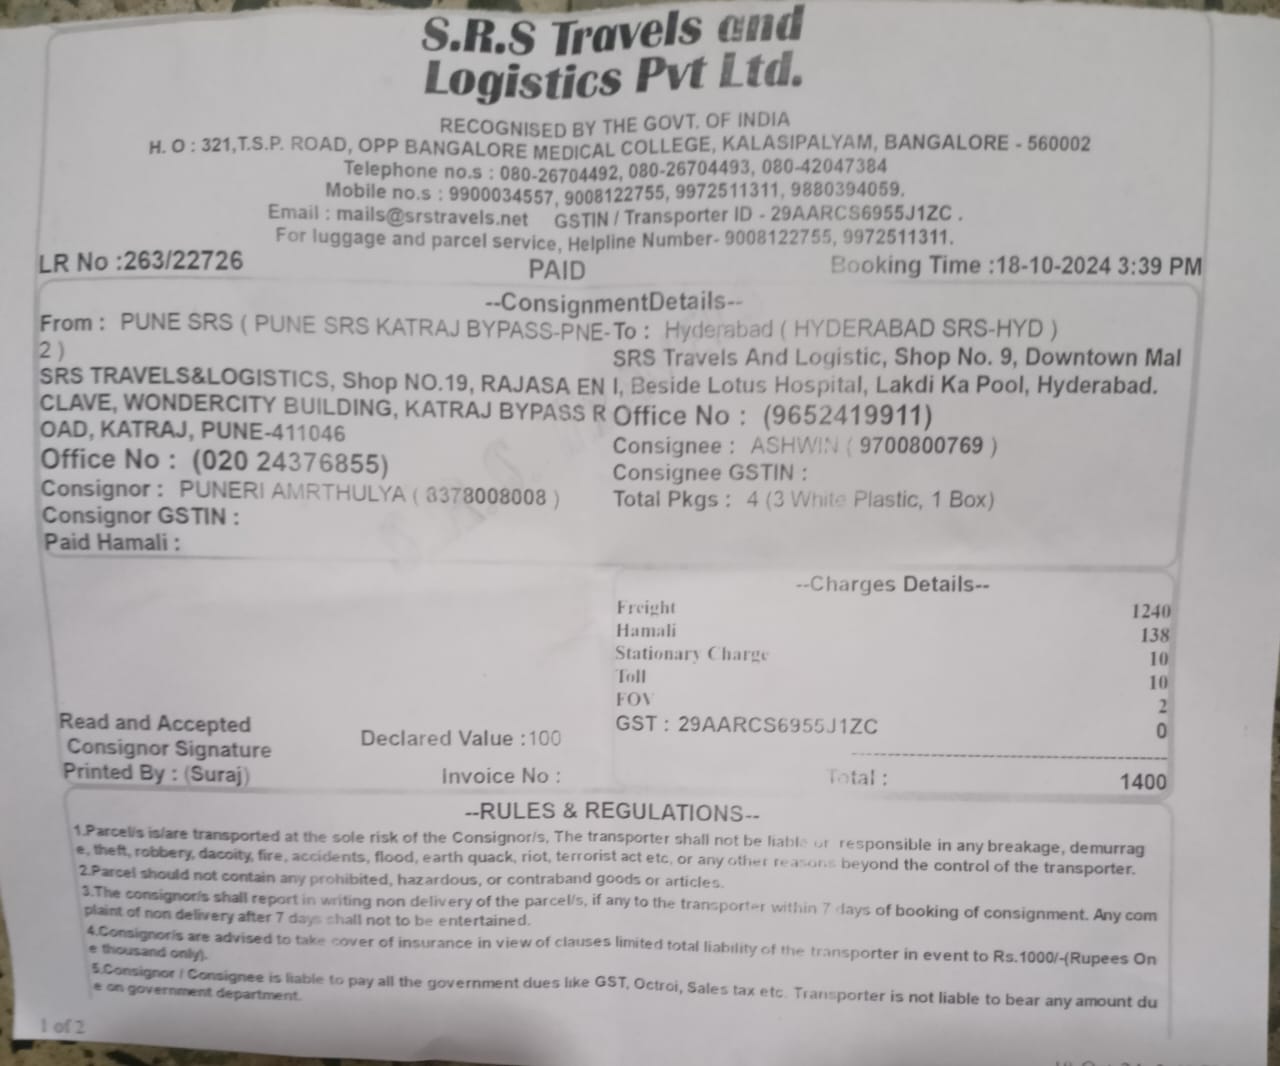 S.R.S Travels and
Logistics Pvt Ltd.
RECOGNISED BY THE GOVT. OF INDIA
H. O : 321,T.S.P. ROAD, OPP BANGALORE MEDICAL COLLEGE, KALASIPALYAM, BANGALORE - 560002
Telephone no.s : 080-26704492, 080-26704493, 080-42047384
Mobile no.s : 9900034557, 9008122755, 9972511311, 9880394059.
Email : mails@srstravels.net GSTIN / Transporter ID - 29AARCS6955J1ZC .
For luggage and parcel service, Helpline Number- 9008122755, 9972511311.
LR No :263/22726 PAID Booking Time :18-10-2024 3:39 PM
--ConsignmentDetails--
From : PUNE SRS ( PUNE SRS KATRAJ BYPASS-PNE-
2 )
SRS TRAVELS&LOGISTICS, Shop NO.19, RAJASA EN
CLAVE, WONDERCITY BUILDING, KATRAJ BYPASS R
OAD, KATRAJ, PUNE-411046
Office No : (020 24376855)
Consignor : PUNERI AMRTHULYA ( 8378008008 )
Consignor GSTIN :
Paid Hamali :
To : Hyderabad ( HYDERABAD SRS-HYD )
SRS Travels And Logistic, Shop No. 9, Downtown Mal
l, Beside Lotus Hospital, Lakdi Ka Pool, Hyderabad.
Office No : (9652419911)
Consignee : ASHWIN ( 9700800769 )
Consignee GSTIN :
Total Pkgs : 4 (3 White Plastic, 1 Box)
--Charges Details--
Freight 1240
Hamali 138
Stationary Charge 10
Toll 10
FOV 2
GST : 29AARCS6955J1ZC 0
Total : 1400
Read and Accepted
Consignor Signature
Printed By : (Suraj)
Declared Value :100
Invoice No :
--RULES & REGULATIONS--
1.Parcel/s is/are transported at the sole risk of the Consignor/s, The transporter shall not be liable or responsible in any breakage, demurrag
e, theft, robbery, dacoity, fire, accidents, flood, earth quack, riot, terrorist act etc, or any other reasons beyond the control of the transporter.
2.Parcel should not contain any prohibited, hazardous, or contraband goods or articles.
3.The consignor/s shall report in writing non delivery of the parcel/s, if any to the transporter within 7 days of booking of consignment. Any com
plaint of non delivery after 7 days shall not to be entertained.
4.Consignor/s are advised to take cover of insurance in view of clauses limited total liability of the transporter in event to Rs.1000/-(Rupees On
e thousand only).
5.Consignor / Consignee is liable to pay all the government dues like GST, Octroi, Sales tax etc. Transporter is not liable to bear any amount du
e on government department.
1 of 2